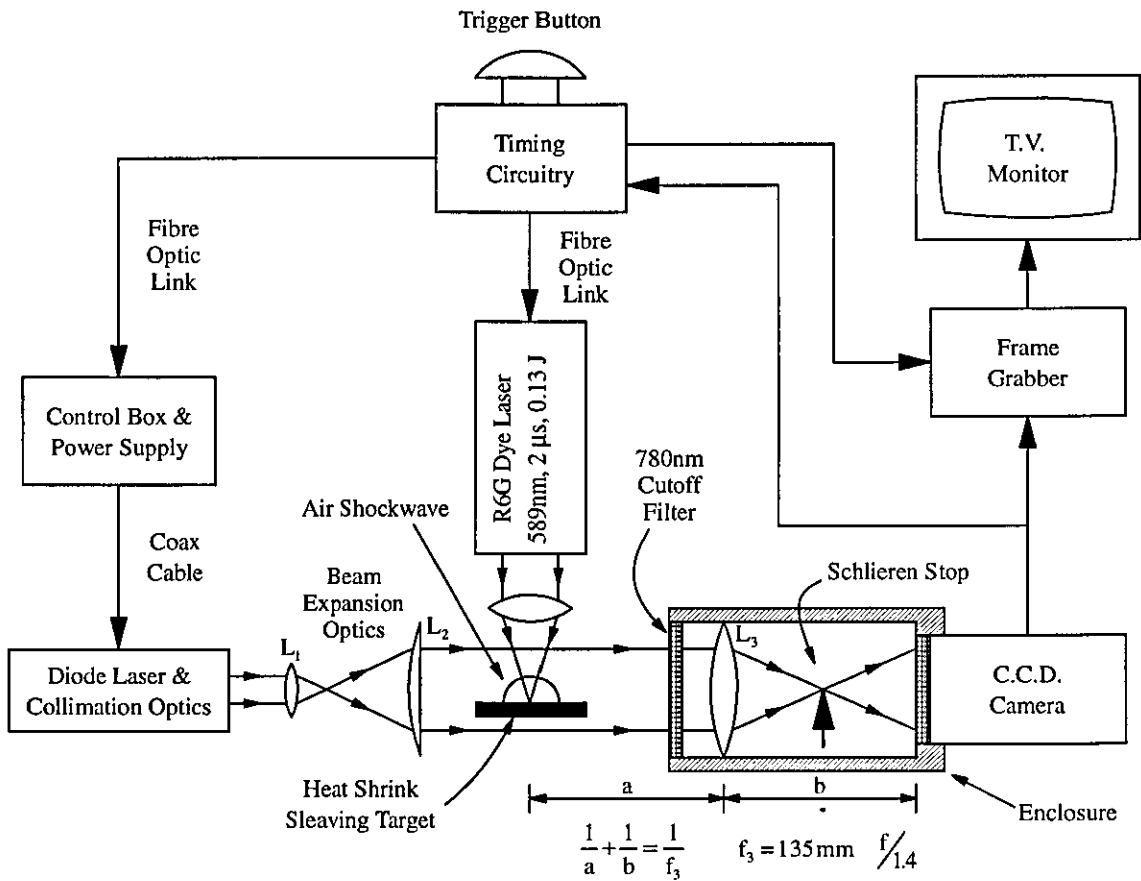 Trigger Button
Timing
Circuitry
T.V.
Monitor
Fibre
Optic
Link
Fibre
Optic
Link
Frame
Grabber
Control Box &
Power Supply
R6G Dye Laser
589nm, 2 μs, 0.13 J
780nm
Cutoff
Filter
Air Shockwave
Coax
Cable
Beam
Expansion
Optics
Schlieren Stop
L1
L2
L3
Diode Laser &
Collimation Optics
C.C.D.
Camera
Heat Shrink
Sleaving Target
a
b
Enclosure
1/a + 1/b = 1/f3
f3 = 135mm f/1.4